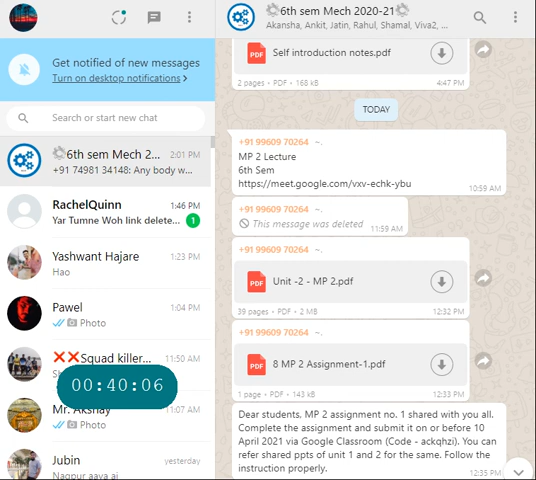 Get notified of new messages
Turn on desktop notifications >
Search or start new chat
6th sem Mech 2... 2:01 PM
+91 74981 34148: Any body w...
RachelQuinn 1:46 PM
Yar Tumne Woh link delete... 1
Yashwant Hajare 1:23 PM
Hao
Pawel 1:04 PM
Photo
❌❌Squad killer... 11:50 AM
00:40:06
Mr. Akshay 11:07 AM
Photo
Jubin yesterday
Nagpur aaya ai
6th sem Mech 2020-21
Akansha, Ankit, Jatin, Rahul, Shamal, Viva2, ...
PDF Self introduction notes.pdf
2 pages • PDF • 168 kB 4:47 PM
TODAY
+91 99609 70264 ~.
MP 2 Lecture
6th Sem
https://meet.google.com/vxv-echk-ybu
10:59 AM
+91 99609 70264 ~.
This message was deleted 11:59 AM
+91 99609 70264 ~.
PDF Unit -2 - MP 2.pdf
39 pages • PDF • 2 MB 12:32 PM
+91 99609 70264 ~.
PDF 8 MP 2 Assignment-1.pdf
1 page • PDF • 143 kB 12:33 PM
Dear students, MP 2 assignment no. 1 shared with you all.
Complete the assignment and submit it on or before 10
April 2021 via Google Classroom (Code - ackqhzi). You can
refer shared ppts of unit 1 and 2 for the same. Follow the
instruction properly.
12:35 PM